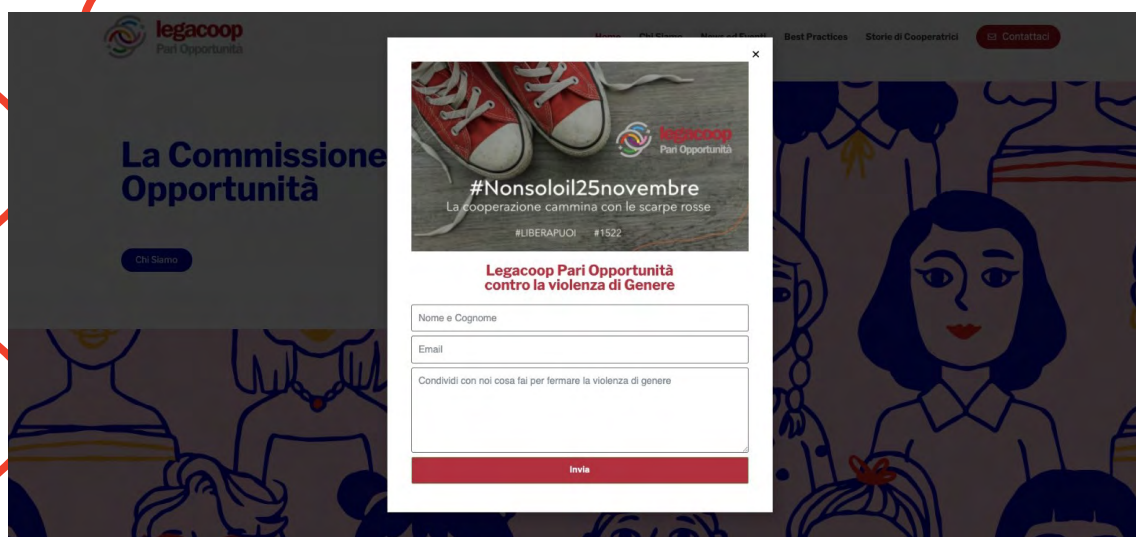 legacoop
Pari Opportunità
Home Chi Siamo News ed Eventi Best Practices Storie di Cooperatrici Contattaci
La Commissione
Opportunità
Chi Siamo
×
legacoop
Pari Opportunità
#Nonsoloil25novembre
La cooperazione cammina con le scarpe rosse
#LIBERAPUOI #1522
Legacoop Pari Opportunità
contro la violenza di Genere
Nome e Cognome
Email
Condividi con noi cosa fai per fermare la violenza di genere
Invia